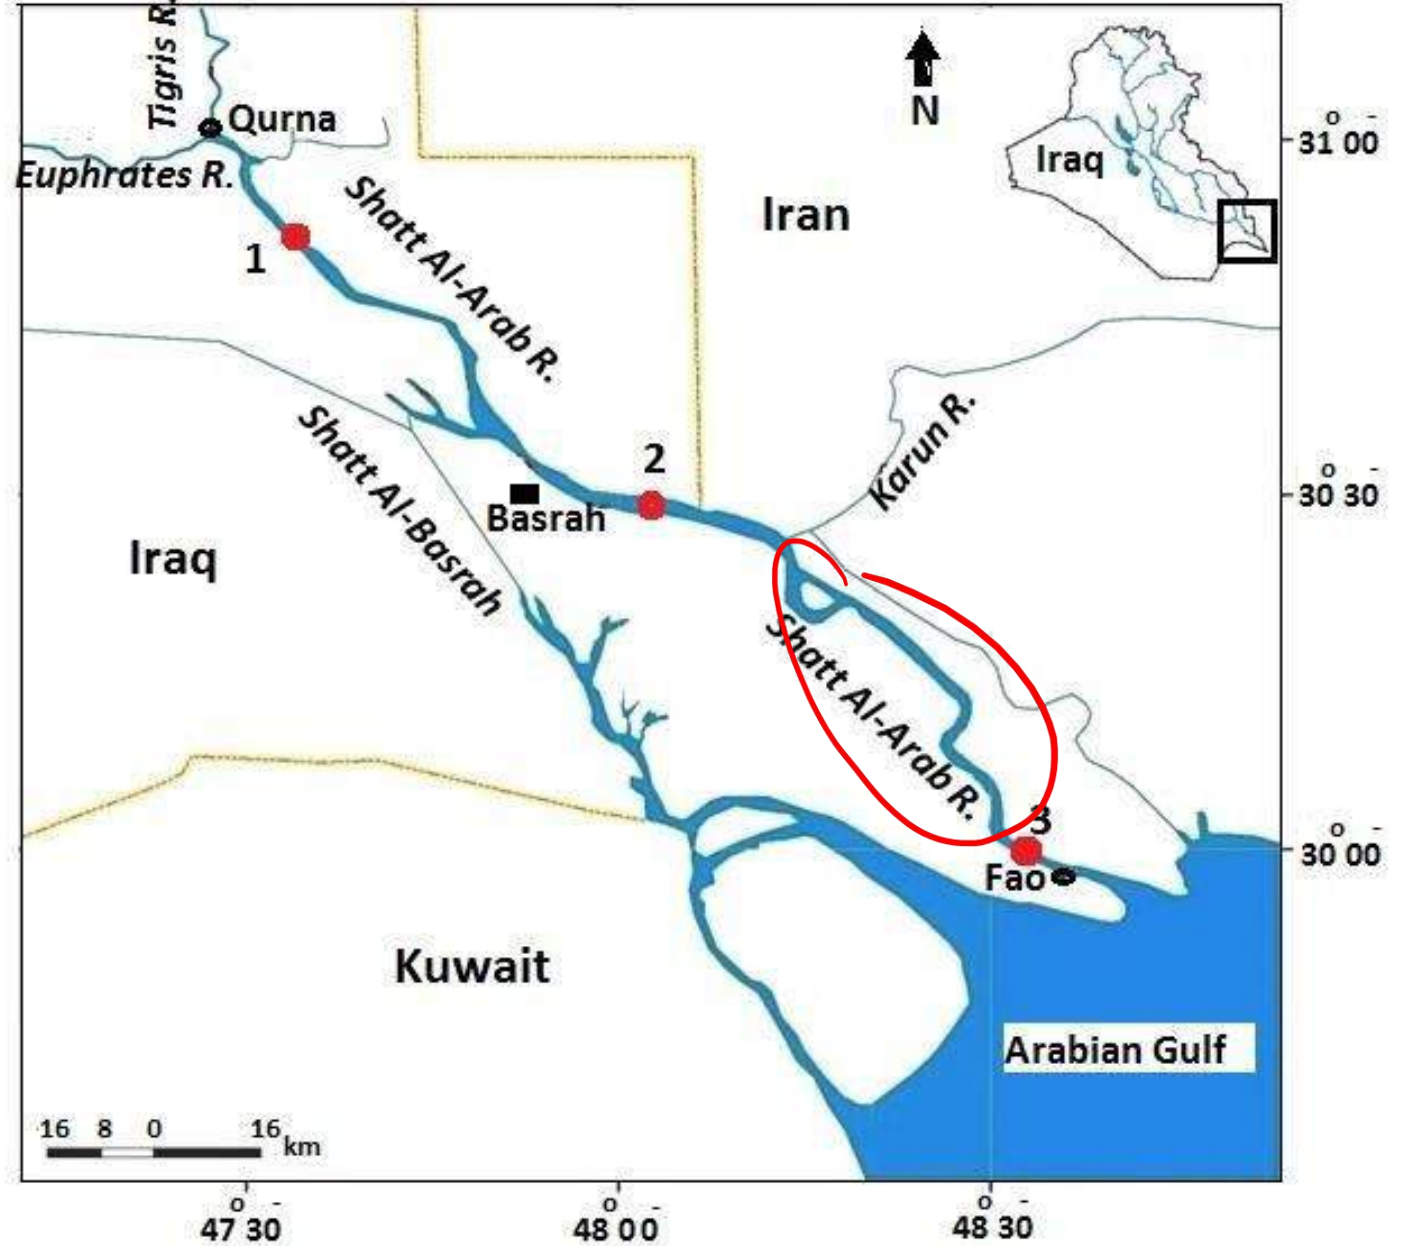 Tigris R.
Qurna
N
Iraq
31 00
Euphrates R.
Shatt Al-Arab R.
Iran
1
Karun R.
2
30 30
Basrah
Shatt Al-Basrah
Iraq
Shatt Al-Arab R.
3
30 00
Fao
Kuwait
Arabian Gulf
16 8 0 16 km
47 30 48 00 48 30